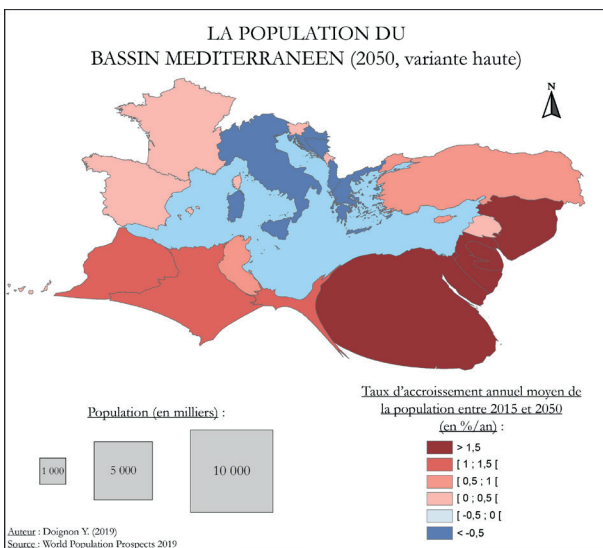 LA POPULATION DU
BASSIN MEDITERRANEEN (2050, variante haute)
N
Population (en milliers) :
1 000
5 000
10 000
Taux d'accroissement annuel moyen de
la population entre 2015 et 2050
(en %/an) :
> 1,5
[ 1 ; 1,5 [
[ 0,5 ; 1 [
[ 0 ; 0,5 [
[ -0,5 ; 0 [
< -0,5
Auteur : Doignon Y. (2019)
Source : World Population Prospects 2019